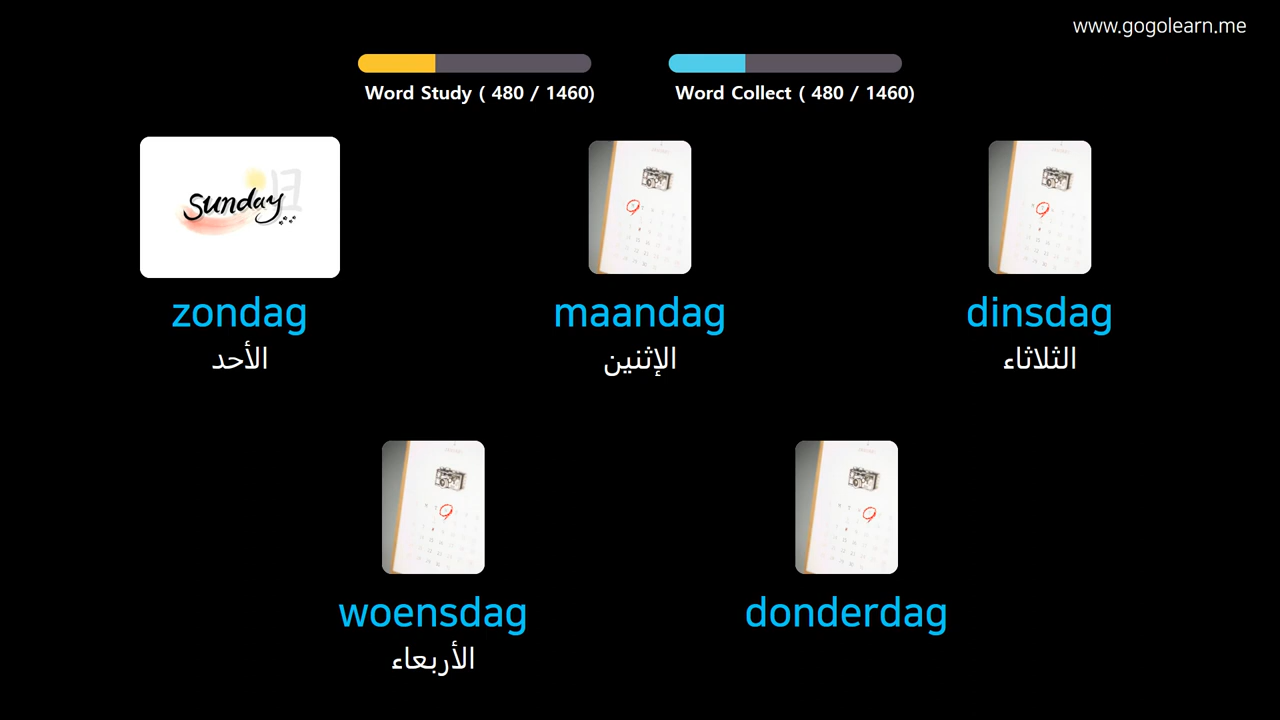 www.gogolearn.me
Word Study ( 480 / 1460)
Word Collect ( 480 / 1460)
Sunday
日
zondag
maandag
dinsdag
الأحد
الإثنين
الثلاثاء
woensdag
donderdag
الأربعاء